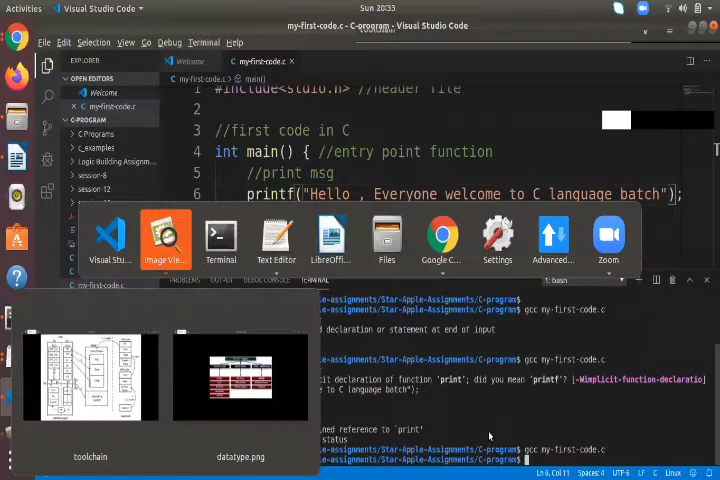 Activities
Visual Studio Code
Sun 20:33
my-first-code.c - C-program - Visual Studio Code
File Edit Selection View Go Debug Terminal Help
EXPLORER
OPEN EDITORS
Welcome
my-first-code.c
C-PROGRAM
C Programs
c_examples
Logic Building Assignm...
session-8
session-12
my-first-code.c
Welcome
my-first-code.c
my-first-code.c
main()
#include<stdio.h> //header file
2
3 //first code in C
4 int main() { //entry point function
5 //print msg
6 printf("Hello , Everyone welcome to C language batch");
Visual Stu...
Image Vie...
Terminal
Text Editor
LibreOffi...
Files
Google C...
Settings
Advanced...
Zoom
PROBLEMS OUTPUT DEBUG CONSOLE TERMINAL
1: bash
toolchain
datatype.png
-assignments/Star-Apple-Assignments/C-program$
-assignments/Star-Apple-Assignments/C-program$ gcc my-first-code.c
d declaration or statement at end of input
-assignments/Star-Apple-Assignments/C-program$ gcc my-first-code.c
cit declaration of function 'print'; did you mean 'printf'? [-Wimplicit-function-declaratio]
e to C language batch");
ined reference to `print'
status
-assignments/Star-Apple-Assignments/C-program$ gcc my-first-code.c
-assignments/Star-Apple-Assignments/C-program$
Ln 6, Col 11 Spaces: 4 UTF-8 LF C Linux